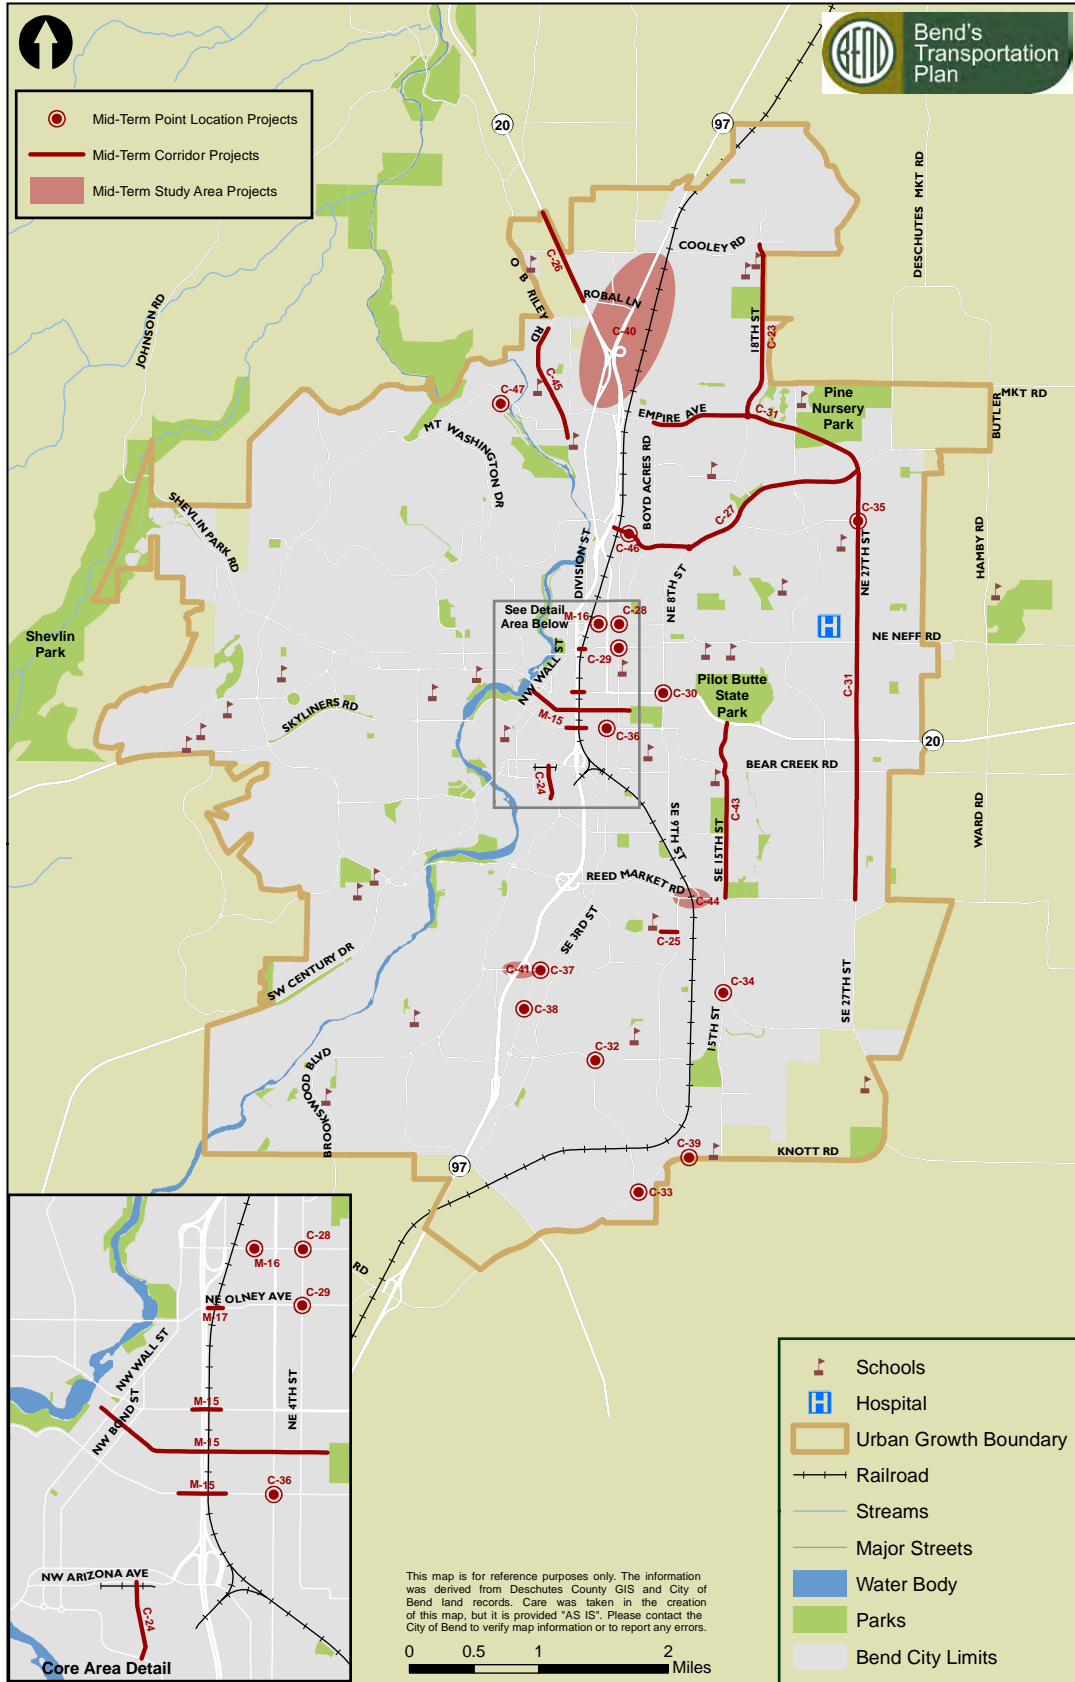 Bend's
Transportation
Plan
BEND
Mid-Term Point Location Projects
Mid-Term Corridor Projects
Mid-Term Study Area Projects
20
97
DESCHUTES MKT RD
COOLEY RD
C-26
O B RILEY RD
ROBAL LN
JOHNSON RD
C-40
18TH ST
C-23
C-45
C-47
MKT RD
BUTLER
Pine
Nursery
Park
EMPIRE AVE
C-31
MT WASHINGTON DR
BOYD ACRES RD
SHEVLIN PARK RD
C-27
C-35
C-46
DIVISION ST
NE 27TH ST
HAMBY RD
NE 8TH ST
See Detail
Area Below
M-16
C-28
H
NE NEFF RD
Shevlin
Park
C-29
NW WALL ST
Pilot Butte
State
Park
C-30
C-31
SKYLINERS RD
M-15
C-36
20
BEAR CREEK RD
C-24
C-43
SE 9TH ST
SE 15TH ST
WARD RD
REED MARKET RD
C-44
SE 3RD ST
C-25
SW CENTURY DR
C-41
C-37
C-34
SE 27TH ST
C-38
15TH ST
C-32
BROOKSWOOD BLVD
C-39
KNOTT RD
97
C-33
RD
C-28
M-16
NE OLNEY AVE
C-29
M-17
NW WALL ST
NE 4TH ST
M-15
NW BOND ST
M-15
M-15
C-36
NW ARIZONA AVE
C-24
Core Area Detail
This map is for reference purposes only. The information
was derived from Deschutes County GIS and City of
Bend land records. Care was taken in the creation
of this map, but it is provided "AS IS". Please contact the
City of Bend to verify map information or to report any errors.
0 0.5 1 2
Miles
Schools
H Hospital
Urban Growth Boundary
Railroad
Streams
Major Streets
Water Body
Parks
Bend City Limits